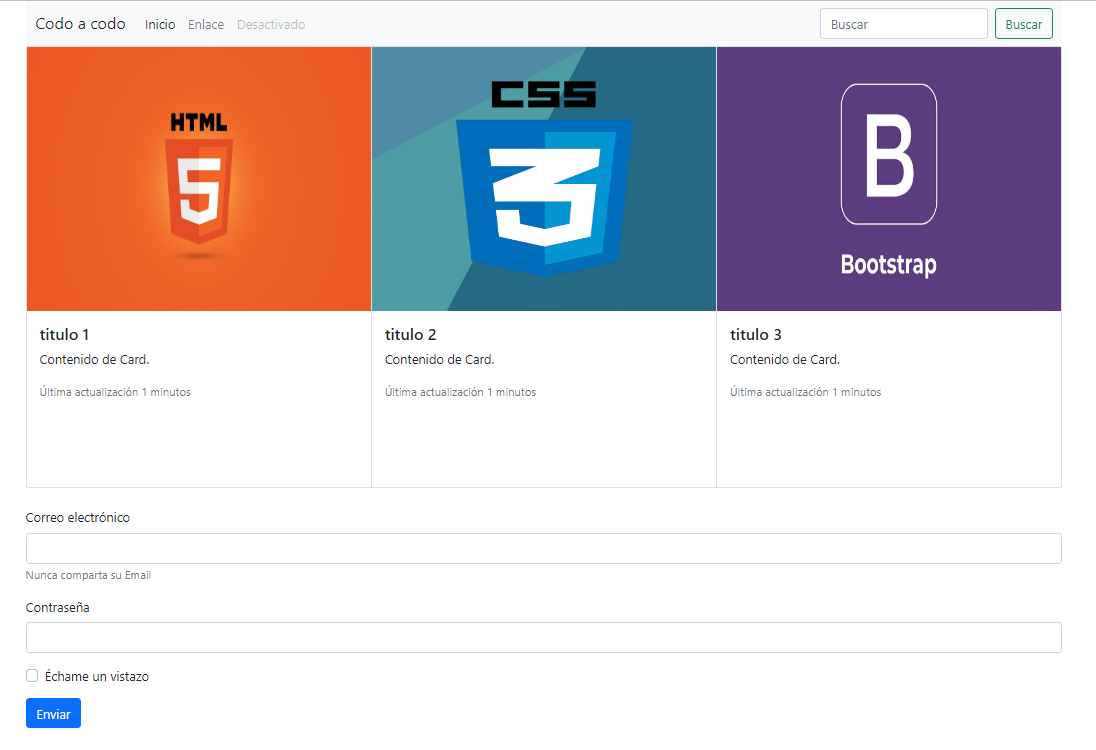 Codo a codo Inicio Enlace Desactivado Buscar Buscar
HTML
5
CSS
3
B
Bootstrap
titulo 1
Contenido de Card.
Última actualización 1 minutos
titulo 2
Contenido de Card.
Última actualización 1 minutos
titulo 3
Contenido de Card.
Última actualización 1 minutos
Correo electrónico
Nunca comparta su Email
Contraseña
Échame un vistazo
Enviar